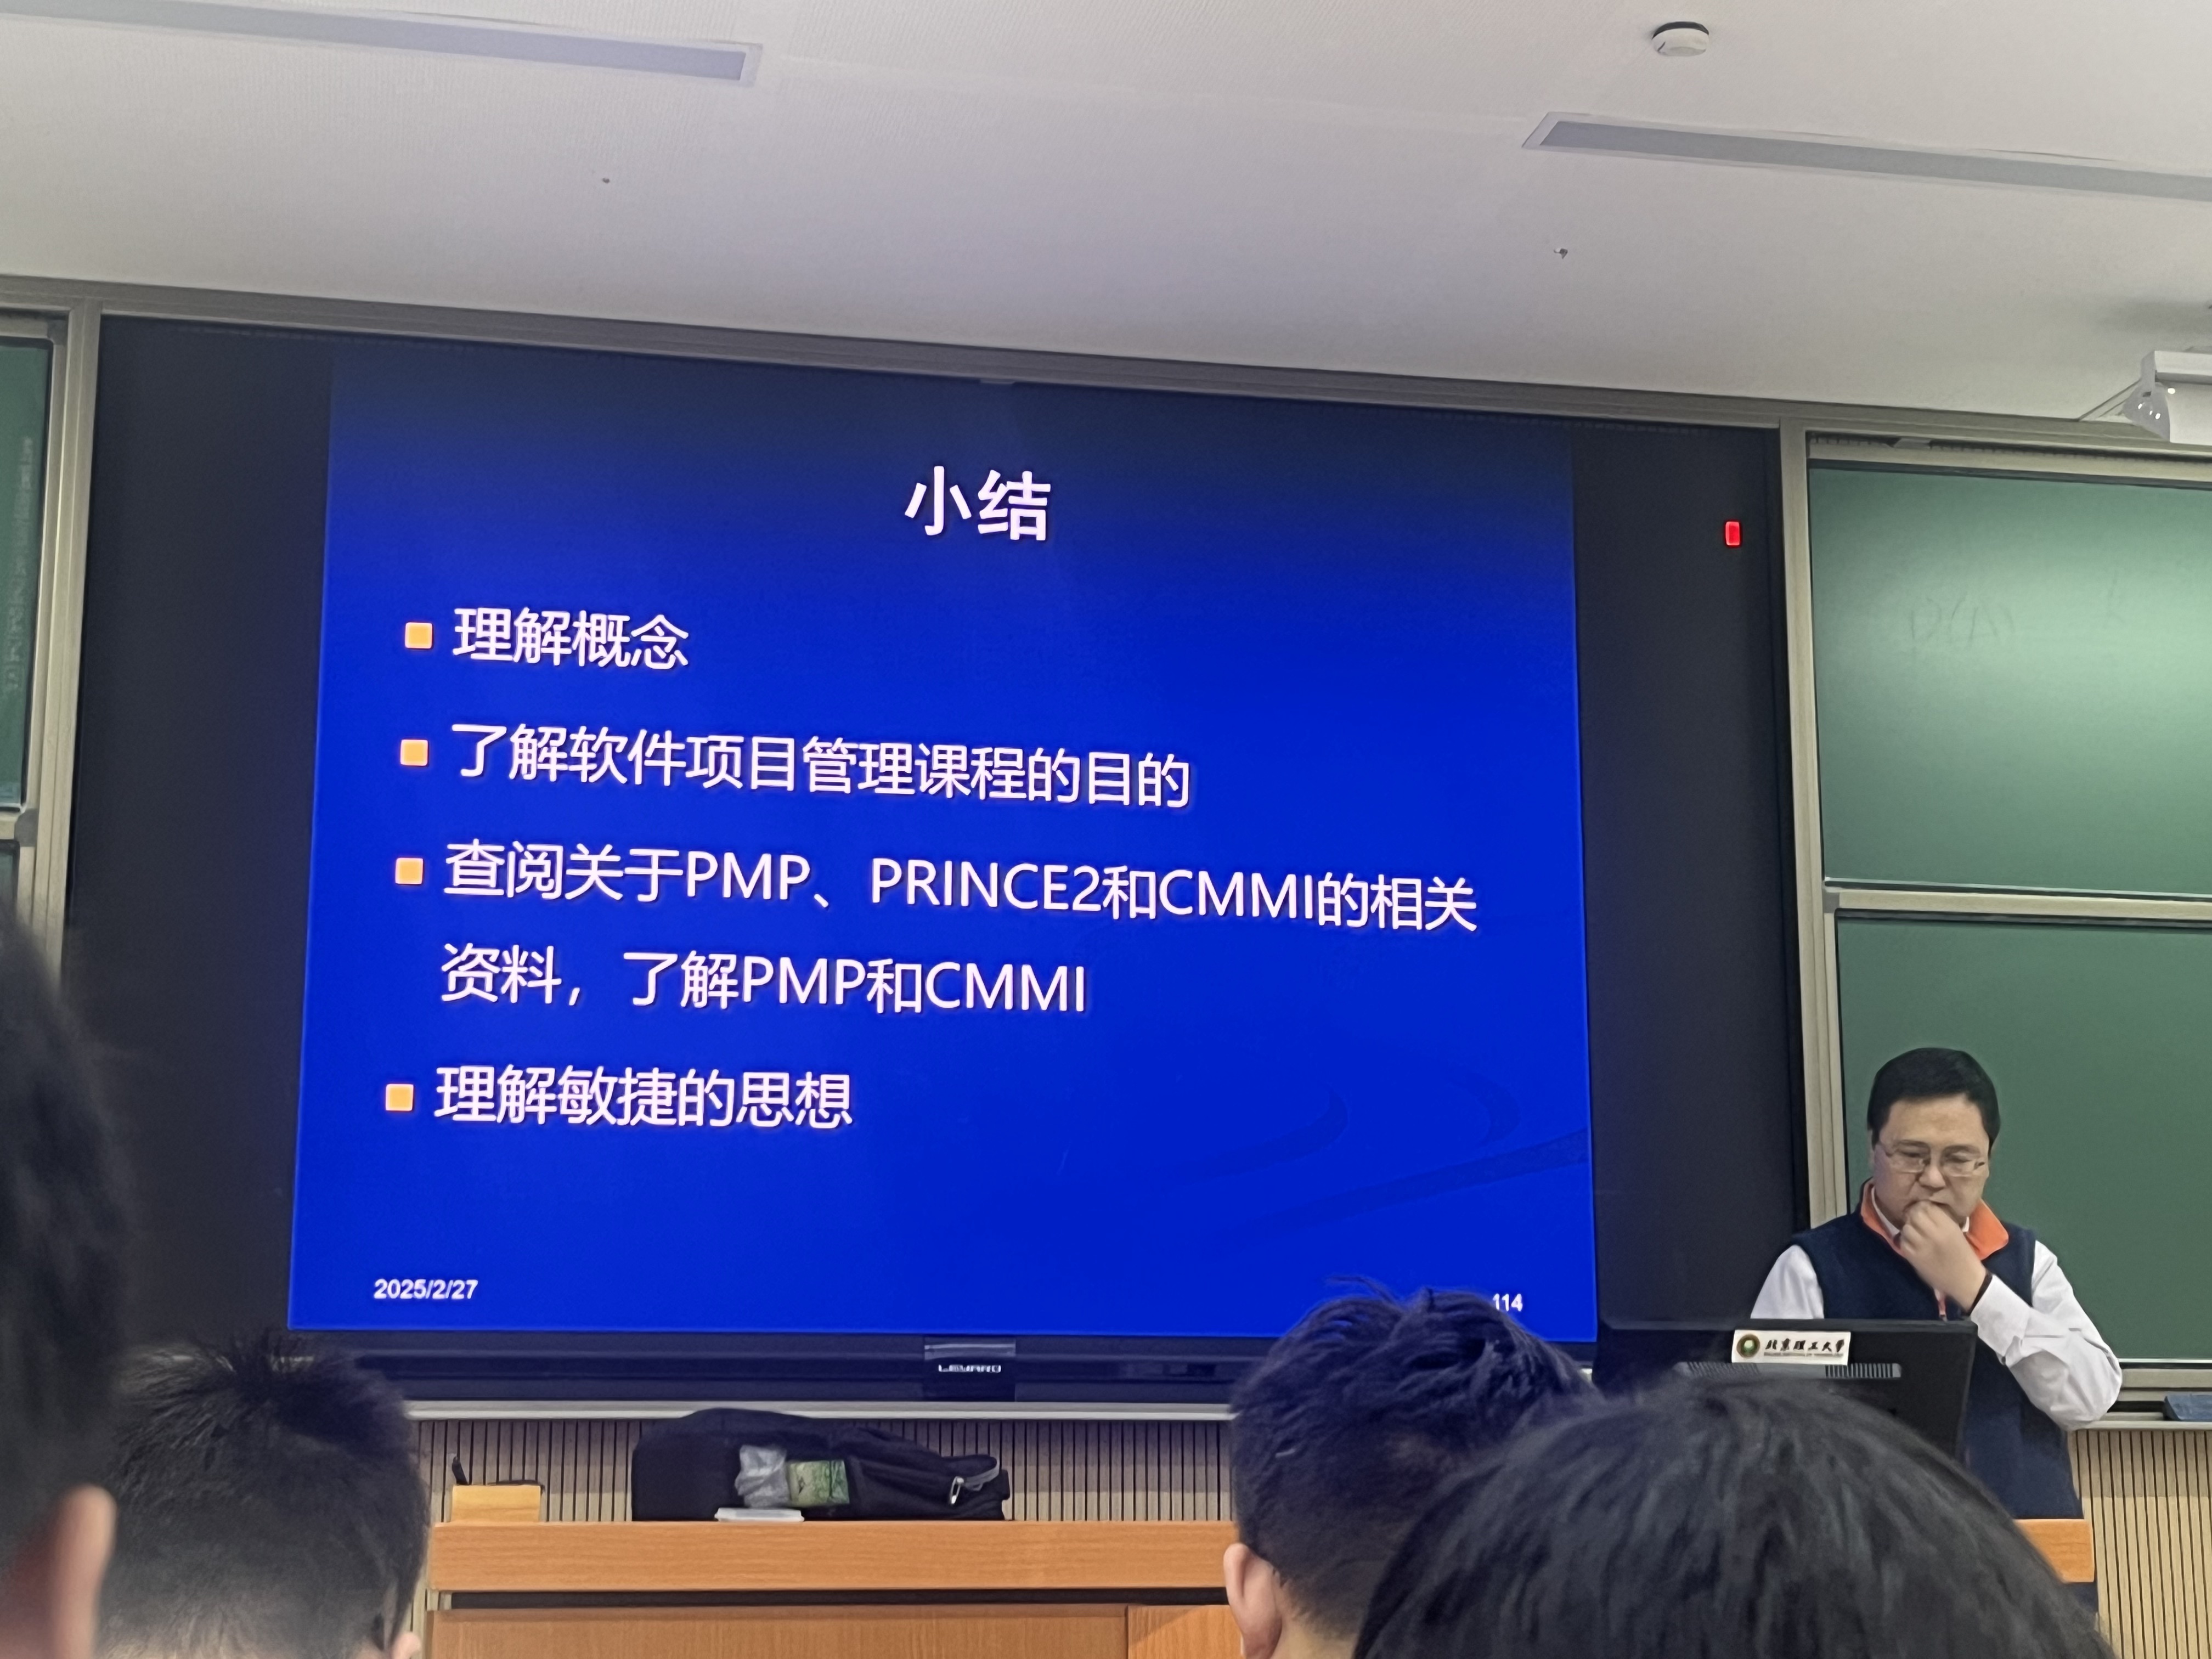 小结
理解概念
了解软件项目管理课程的目的
查阅关于PMP、PRINCE2和CMMI的相关
资料，了解PMP和CMMI
理解敏捷的思想
2025/2/27
114
LEYARD
北京理工大学